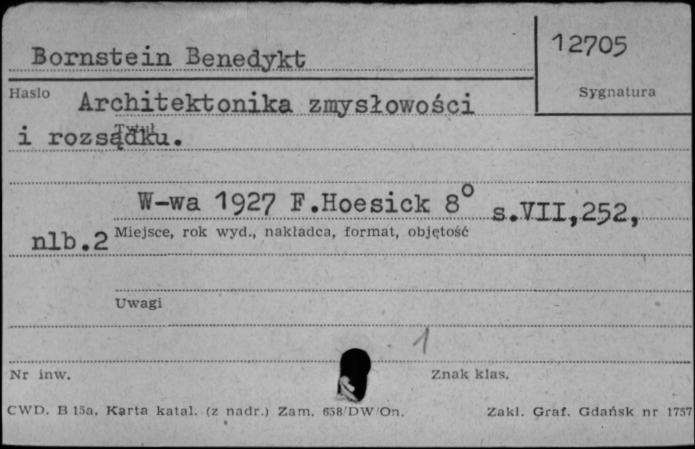 Bornstein Benedykt
12705
Hasło
Sygnatura
Architektonika zmysłowości
i rozsądku.
Tytuł
W-wa 1927 F.Hoesick 8° s.VII,252,
nlb.2
Miejsce, rok wyd., nakładca, format, objętość
Uwagi
1
Nr inw.
Znak klas.
CWD. B 15a. Karta katal. (z nadr.) Zam. 658/DW/On.
Zakł. Graf. Gdańsk nr 1757